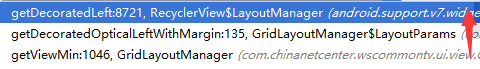 getDecoratedLeft:8721, RecyclerView$LayoutManager (android.support.v7.widge
getDecoratedOpticalLeftWithMargin:135, GridLayoutManager$LayoutParams (com.
getViewMin:1046, GridLayoutManager (com.chinanetcenter.wscommontv.ui.view.